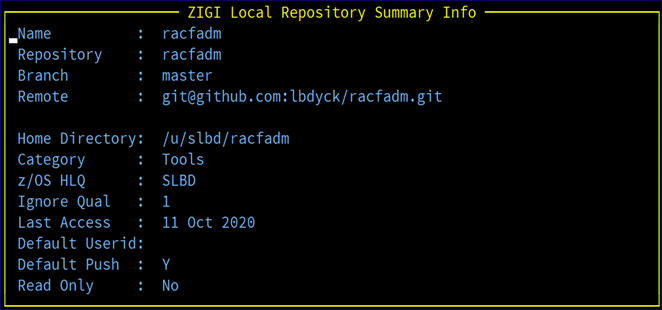 ZIGI Local Repository Summary Info
Name : racfadm
Repository : racfadm
Branch : master
Remote : git@github.com:lbdyck/racfadm.git
Home Directory: /u/slbd/racfadm
Category : Tools
z/OS HLQ : SLBD
Ignore Qual : 1
Last Access : 11 Oct 2020
Default Userid:
Default Push : Y
Read Only : No